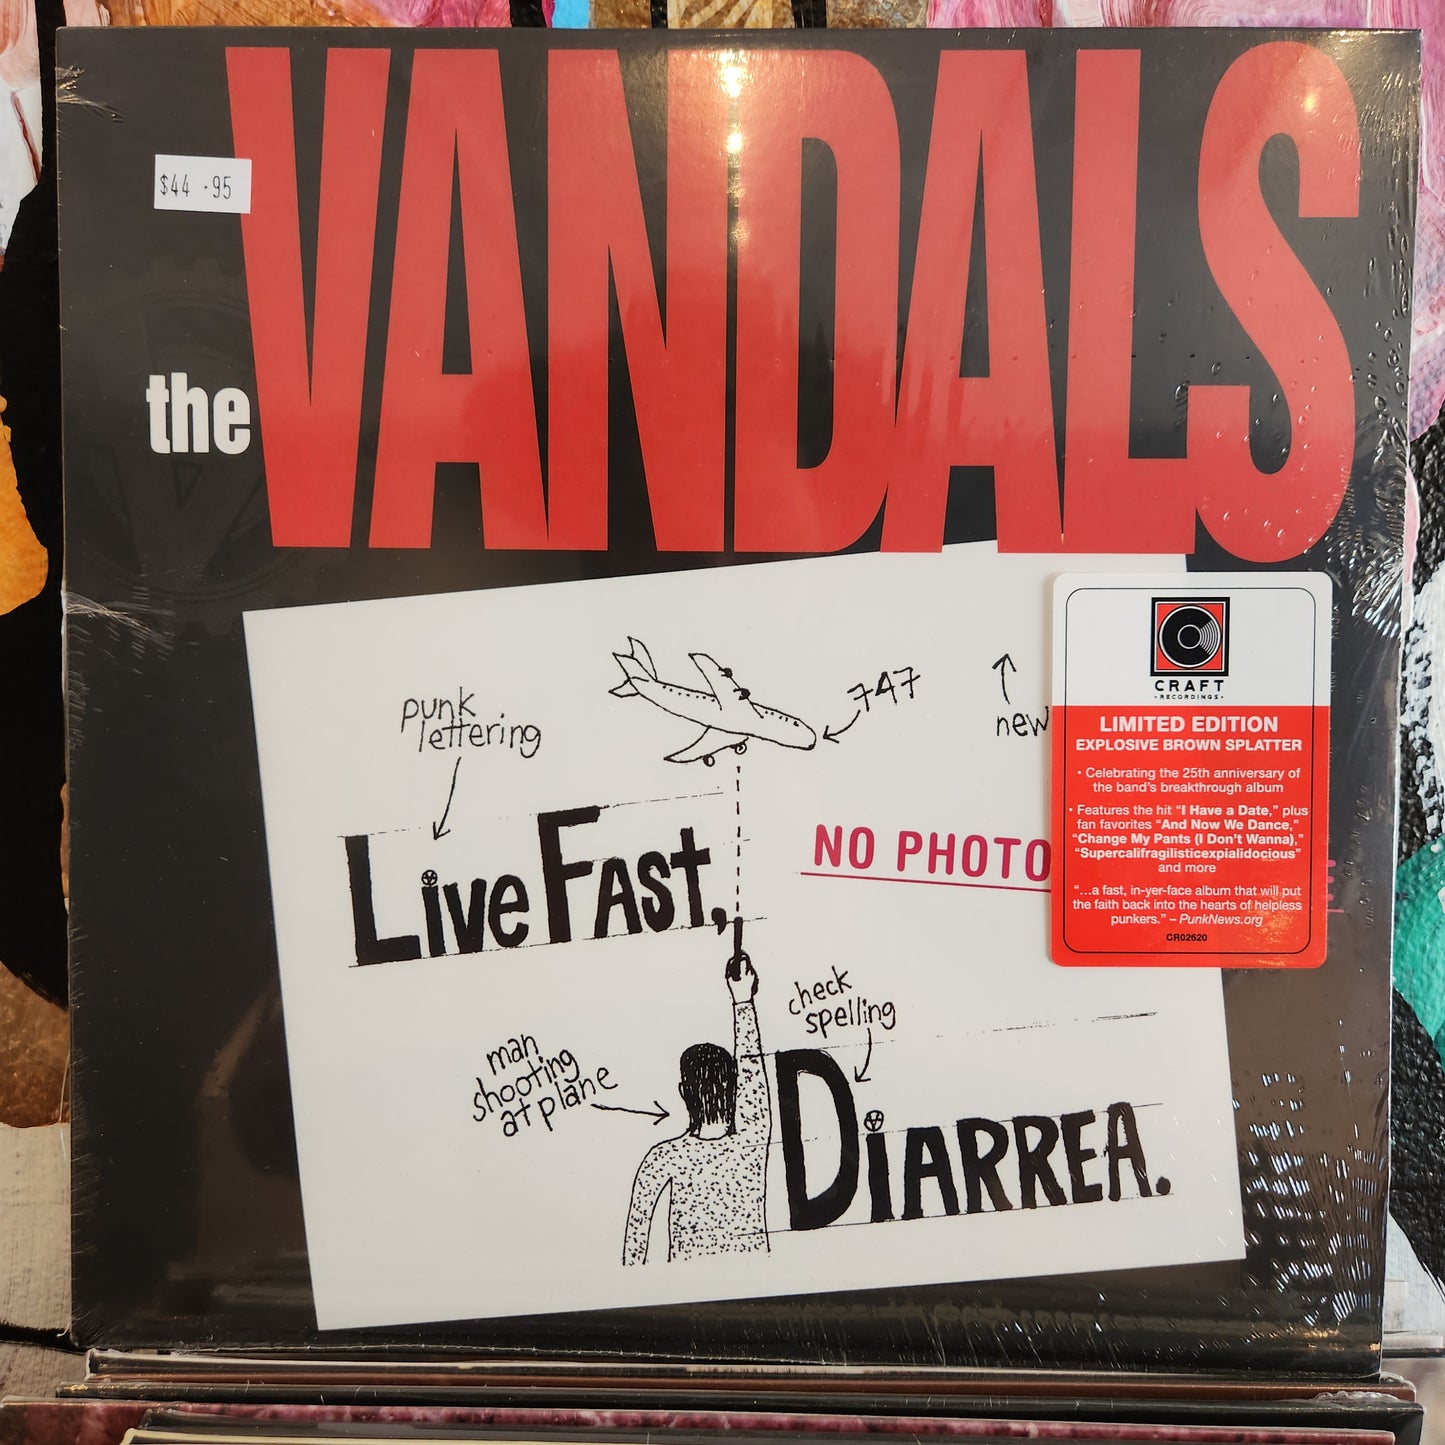 the VANDALS
$44 .95
punk
lettering
747
new
Live Fast,
NO PHOTO
check
spelling
man
shooting
at plane
DiARREA.
CRAFT
• RECORDINGS •
LIMITED EDITION
EXPLOSIVE BROWN SPLATTER
• Celebrating the 25th anniversary of
the band's breakthrough album
• Features the hit “I Have a Date,” plus
fan favorites “And Now We Dance,”
“Change My Pants (I Don't Wanna),”
“Supercalifragilisticexpialidocious”
and more
“...a fast, in-yer-face album that will put
the faith back into the hearts of helpless
punkers.” – PunkNews.org
CR02620